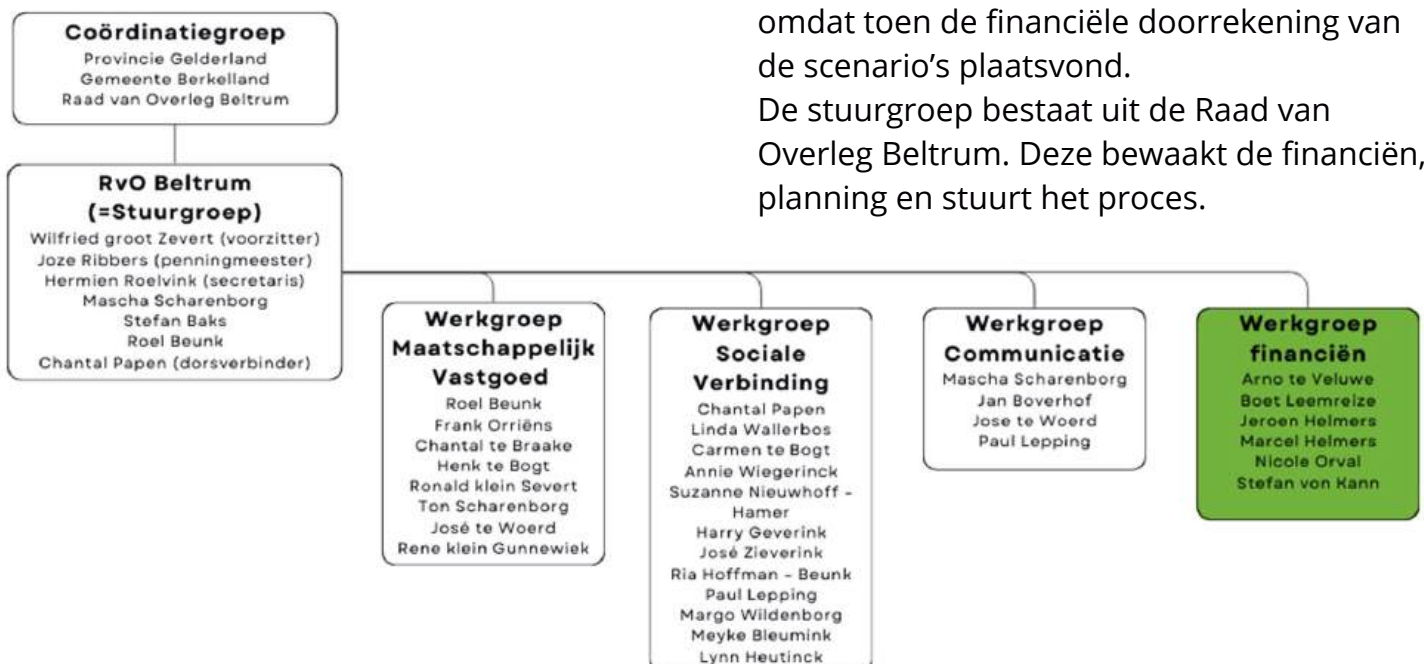 omdat toen de financiële doorrekening van
de scenario's plaatsvond.
De stuurgroep bestaat uit de Raad van
Overleg Beltrum. Deze bewaakt de financiën,
planning en stuurt het proces.
Coördinatiegroep
Provincie Gelderland
Gemeente Berkelland
Raad van Overleg Beltrum
RvO Beltrum
(=Stuurgroep)
Wilfried groot Zevert (voorzitter)
Joze Ribbers (penningmeester)
Hermien Roelvink (secretaris)
Mascha Scharenborg
Stefan Baks
Roel Beunk
Chantal Papen (dorsverbinder)
Werkgroep
Maatschappelijk
Vastgoed
Roel Beunk
Frank Orriëns
Chantal te Braake
Henk te Bogt
Ronald klein Severt
Ton Scharenborg
José te Woerd
Rene klein Gunnewiek
Werkgroep
Sociale
Verbinding
Chantal Papen
Linda Wallerbos
Carmen te Bogt
Annie Wiegerinck
Suzanne Nieuwhoff -
Hamer
Harry Geverink
José Zieverink
Ria Hoffman - Beunk
Paul Lepping
Margo Wildenborg
Meyke Bleumink
Lynn Heutinck
Werkgroep
Communicatie
Mascha Scharenborg
Jan Boverhof
Jose te Woerd
Paul Lepping
Werkgroep
financiën
Arno te Veluwe
Boet Leemreize
Jeroen Helmers
Marcel Helmers
Nicole Orval
Stefan von Kann